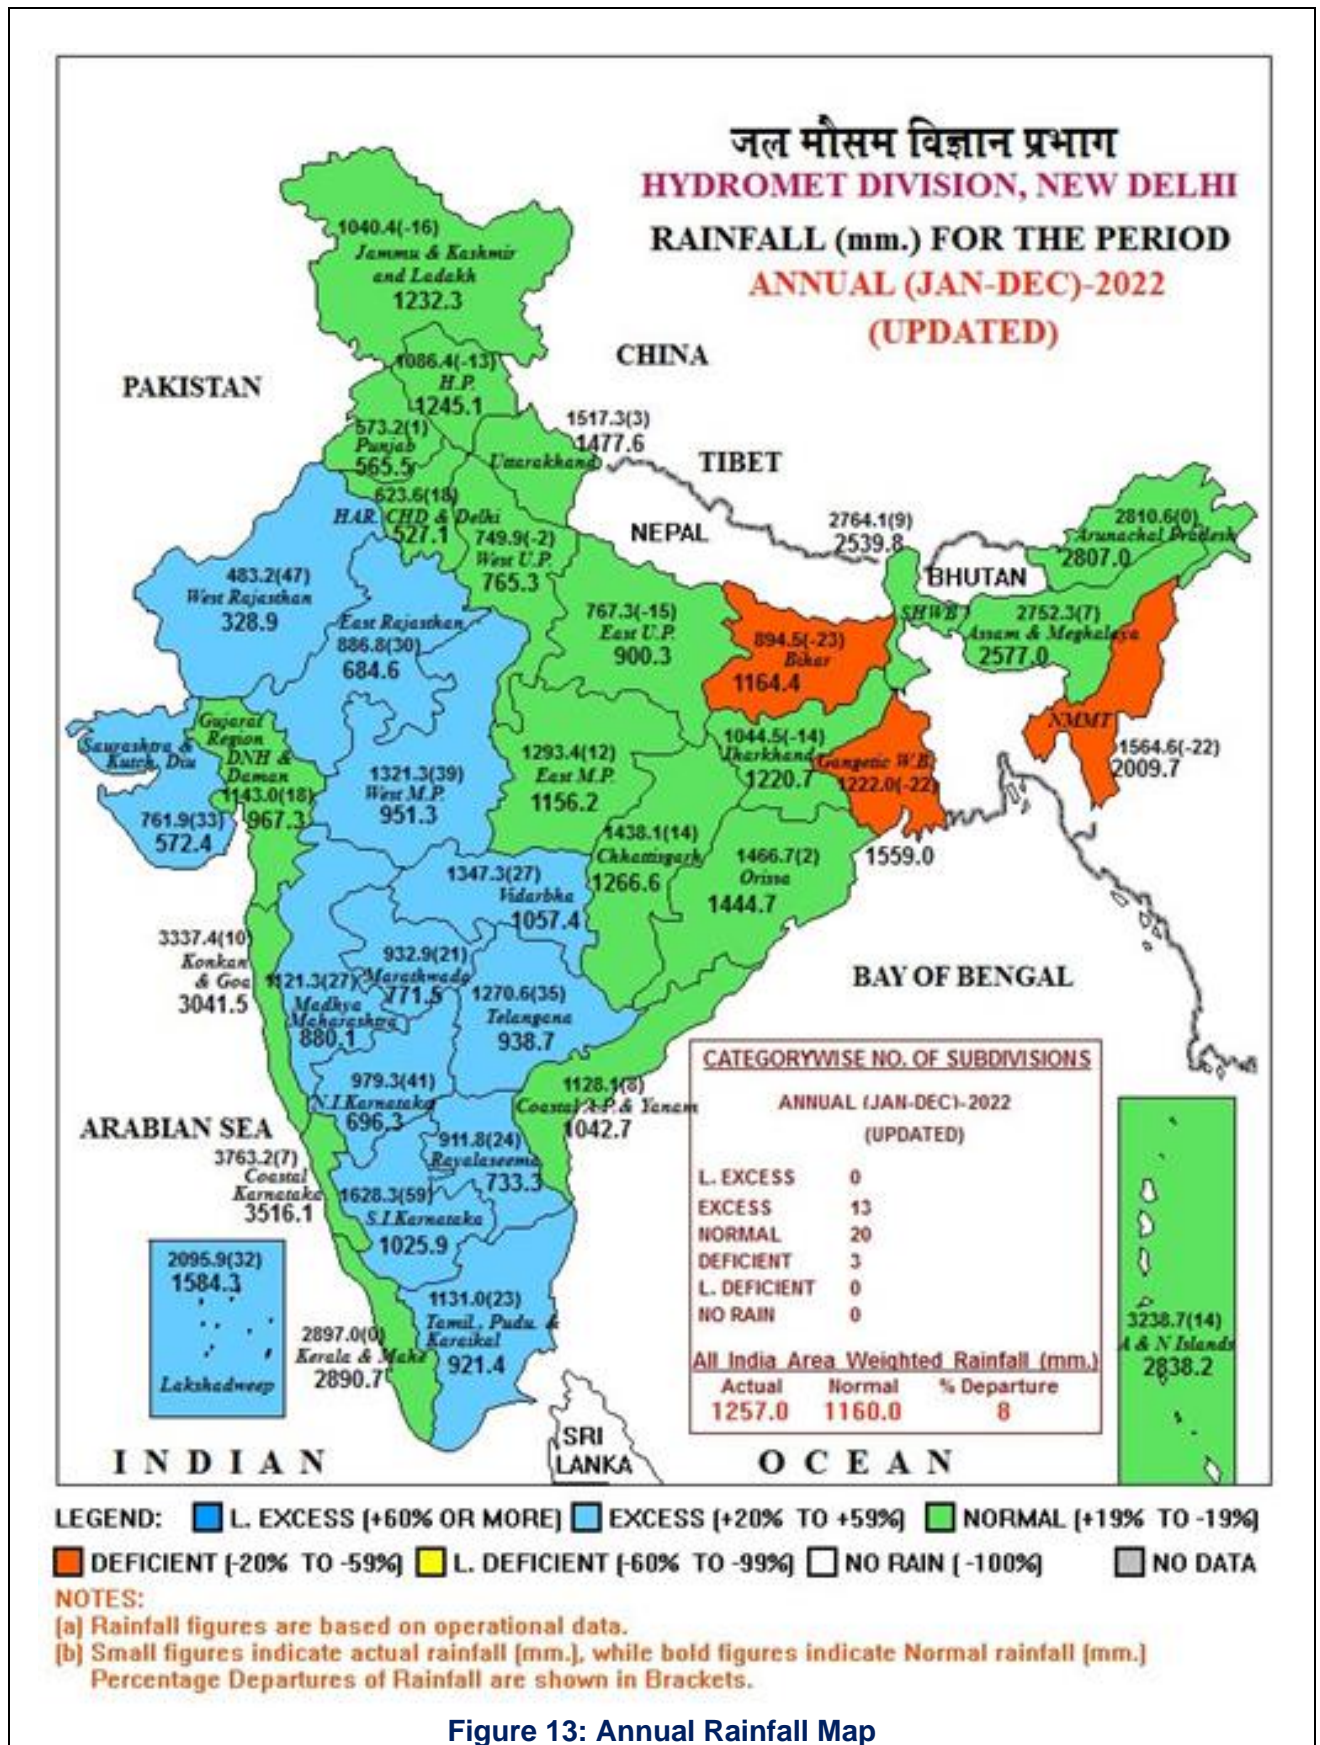 जल मौसम विज्ञान प्रभाग
HYDROMET DIVISION, NEW DELHI
RAINFALL (mm.) FOR THE PERIOD
ANNUAL (JAN-DEC)-2022
(UPDATED)
1040.4(-16)
Jammu & Kashmir
and Ladakh
1232.3
CHINA
PAKISTAN
1086.4(-13)
H.P.
1245.1
573.2(1)
Punjab
565.5
1517.3(3)
1477.6
Uttarakhand
TIBET
623.6(18)
HAR. CHD & Delhi
527.1
749.9(-2)
West U.P.
765.3
NEPAL
2764.1(9)
2539.8
SHWB
BHUTAN
2810.6(0)
Arunachal Pradesh
2807.0
483.2(47)
West Rajasthan
328.9
East Rajasthan
886.8(30)
684.6
767.3(-15)
East U.P.
900.3
894.5(-23)
Bihar
1164.4
2752.3(7)
Assam & Meghalaya
2577.0
NMMT
1564.6(-22)
2009.7
Gujarat
Region
DNH &
Daman
1143.0(18)
967.3
Saurashtra &
Kutch, Diu
761.9(33)
572.4
1321.3(39)
West M.P.
951.3
1293.4(12)
East M.P.
1156.2
1044.5(-14)
Jharkhand
1220.7
Gangetic W.B.
1222.0(-22)
1559.0
1438.1(14)
Chhattisgarh
1266.6
1466.7(2)
Orissa
1444.7
1347.3(27)
Vidarbha
1057.4
3337.4(10)
Konkan
& Goa
3041.5
1121.3(27)
Madhya
Maharashtra
880.1
932.9(21)
Marathwada
771.5
1270.6(35)
Telangana
938.7
BAY OF BENGAL
979.3(41)
N.I.Karnataka
696.3
1128.1(8)
Coastal A.P.& Yanam
1042.7
ARABIAN SEA
911.8(24)
Rayalaseema
733.3
3763.2(7)
Coastal
Karnataka
3516.1
1628.3(59)
S.I.Karnataka
1025.9
2095.9(32)
1584.3
Lakshadweep
2897.0(0)
Kerala & Mahe
2890.7
1131.0(23)
Tamil., Pudu. &
Karaikal
921.4
3238.7(14)
A & N Islands
2838.2
SRI
LANKA
INDIAN OCEAN
CATEGORYWISE NO. OF SUBDIVISIONS
ANNUAL (JAN-DEC)-2022
(UPDATED)
L. EXCESS 0
EXCESS 13
NORMAL 20
DEFICIENT 3
L. DEFICIENT 0
NO RAIN 0
All India Area Weighted Rainfall (mm.)
Actual Normal % Departure
1257.0 1160.0 8
LEGEND: L. EXCESS (+60% OR MORE) EXCESS (+20% TO +59%) NORMAL (+19% TO -19%)
DEFICIENT (-20% TO -59%) L. DEFICIENT (-60% TO -99%) NO RAIN (-100%) NO DATA
NOTES:
(a) Rainfall figures are based on operational data.
(b) Small figures indicate actual rainfall (mm.), while bold figures indicate Normal rainfall (mm.)
Percentage Departures of Rainfall are shown in Brackets.
Figure 13: Annual Rainfall Map